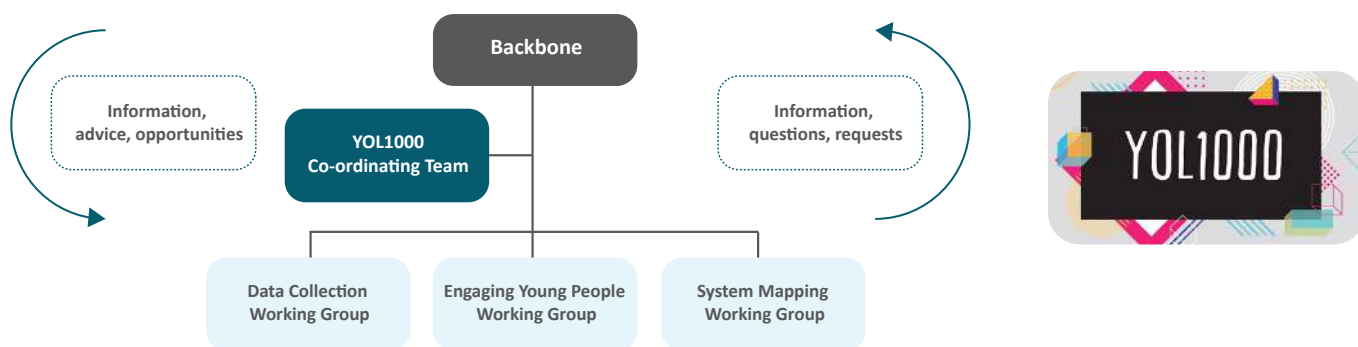 Backbone
Information,
advice, opportunities
YOL1000
Co-ordinating Team
Information,
questions, requests
YOL1000
Data Collection
Working Group
Engaging Young People
Working Group
System Mapping
Working Group